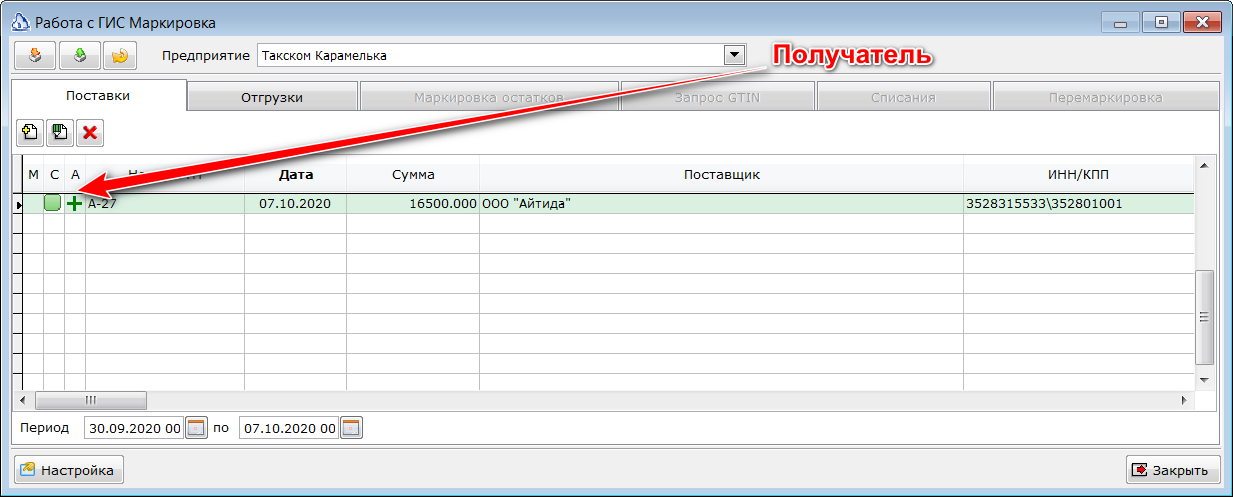 Работа с ГИС Маркировка
Предприятие Такском Карамелька
Получатель
Поставки Отгрузки Маркировка остатков Запрос GTIN Списания Перемаркировка
М С А Дата Сумма Поставщик ИНН/КПП
А-27 07.10.2020 16500.000 ООО "Айтида" 3528315533\352801001
Период 30.09.2020 00 по 07.10.2020 00
Настройка Закрыть